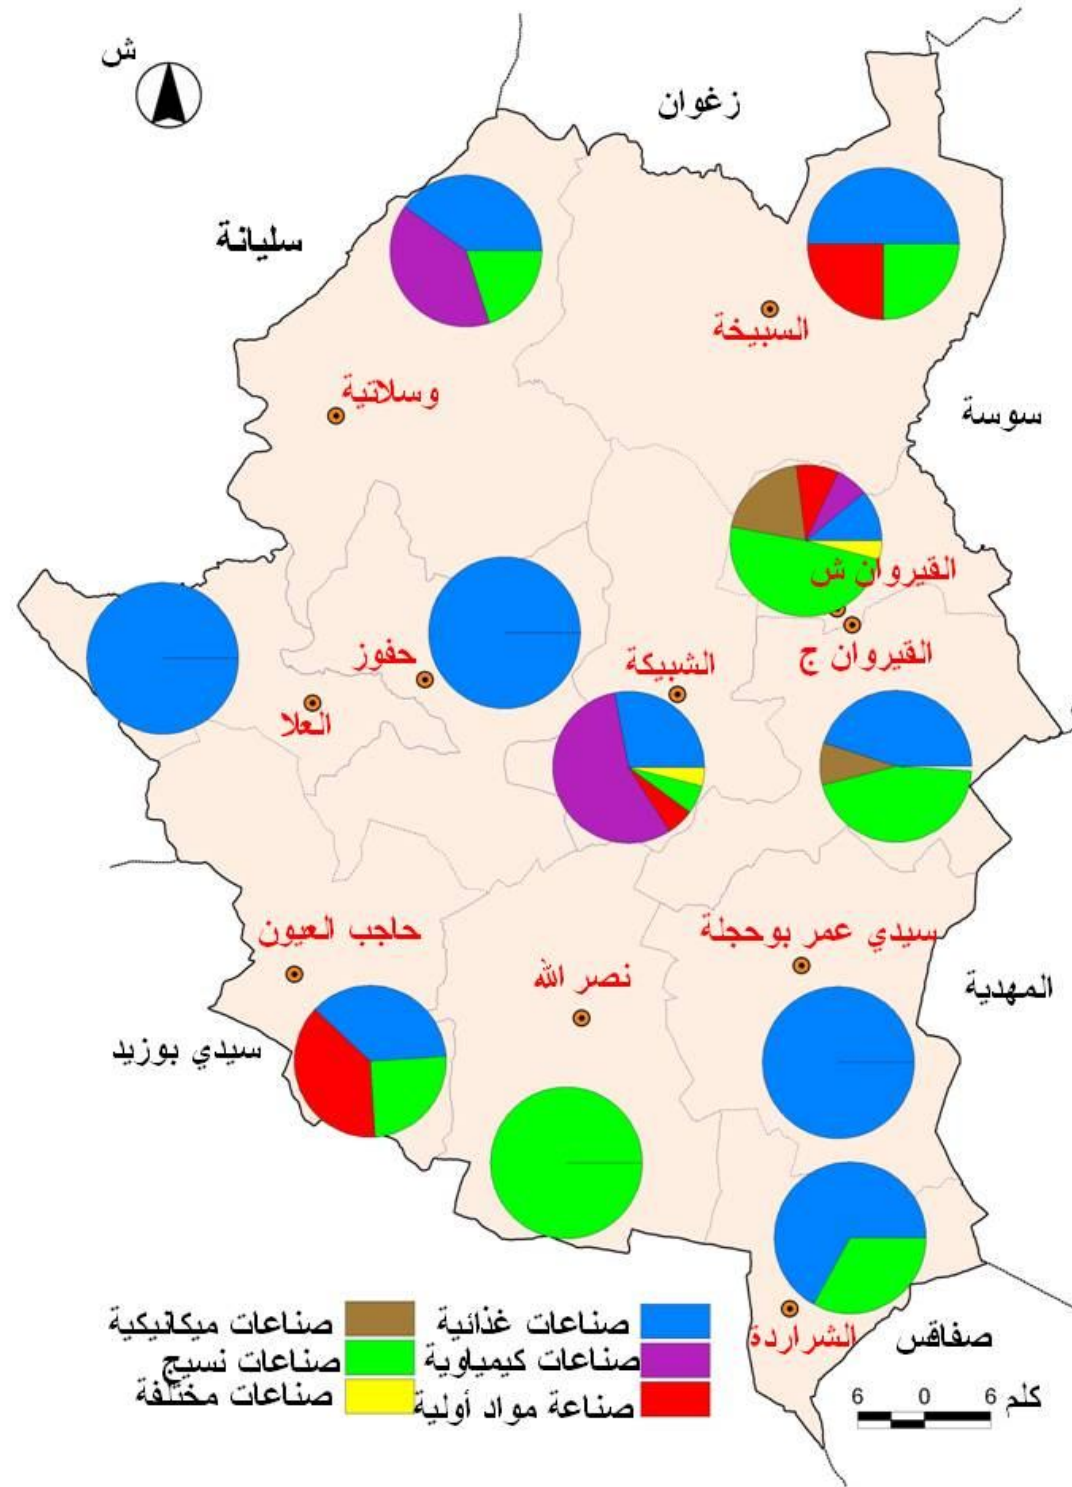 ش
زغوان
سليانة
السبيخة
وسلاتية
سوسة
القيروان ش
القيروان ج
الشبيكة
حفوز
العلا
سيدي عمر بوحجلة
حاجب العيون
نصر الله
المهدية
سيدي بوزيد
صناعات غذائية
صناعات ميكانيكية
صناعات كيمياوية
صناعات نسيج
صناعة مواد أولية
صناعات مختلفة
الشراردة
صفاقس
6 0 6 كلم